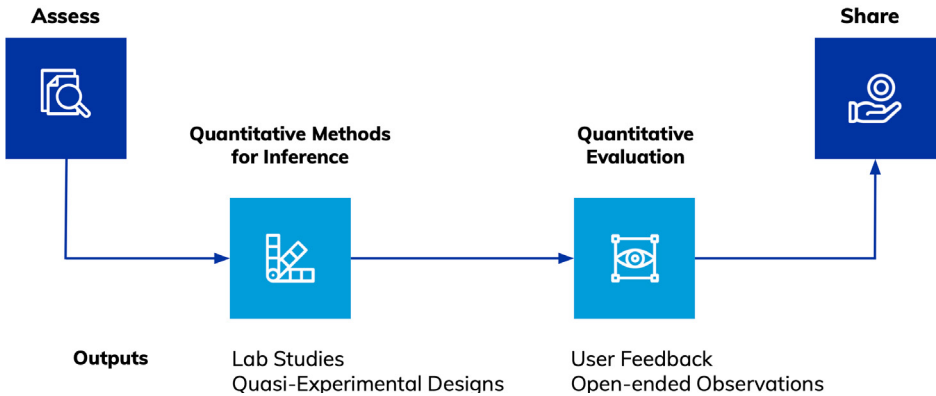 Assess
Share
Quantitative Methods
for Inference
Quantitative
Evaluation
Outputs
Lab Studies
Quasi-Experimental Designs
User Feedback
Open-ended Observations